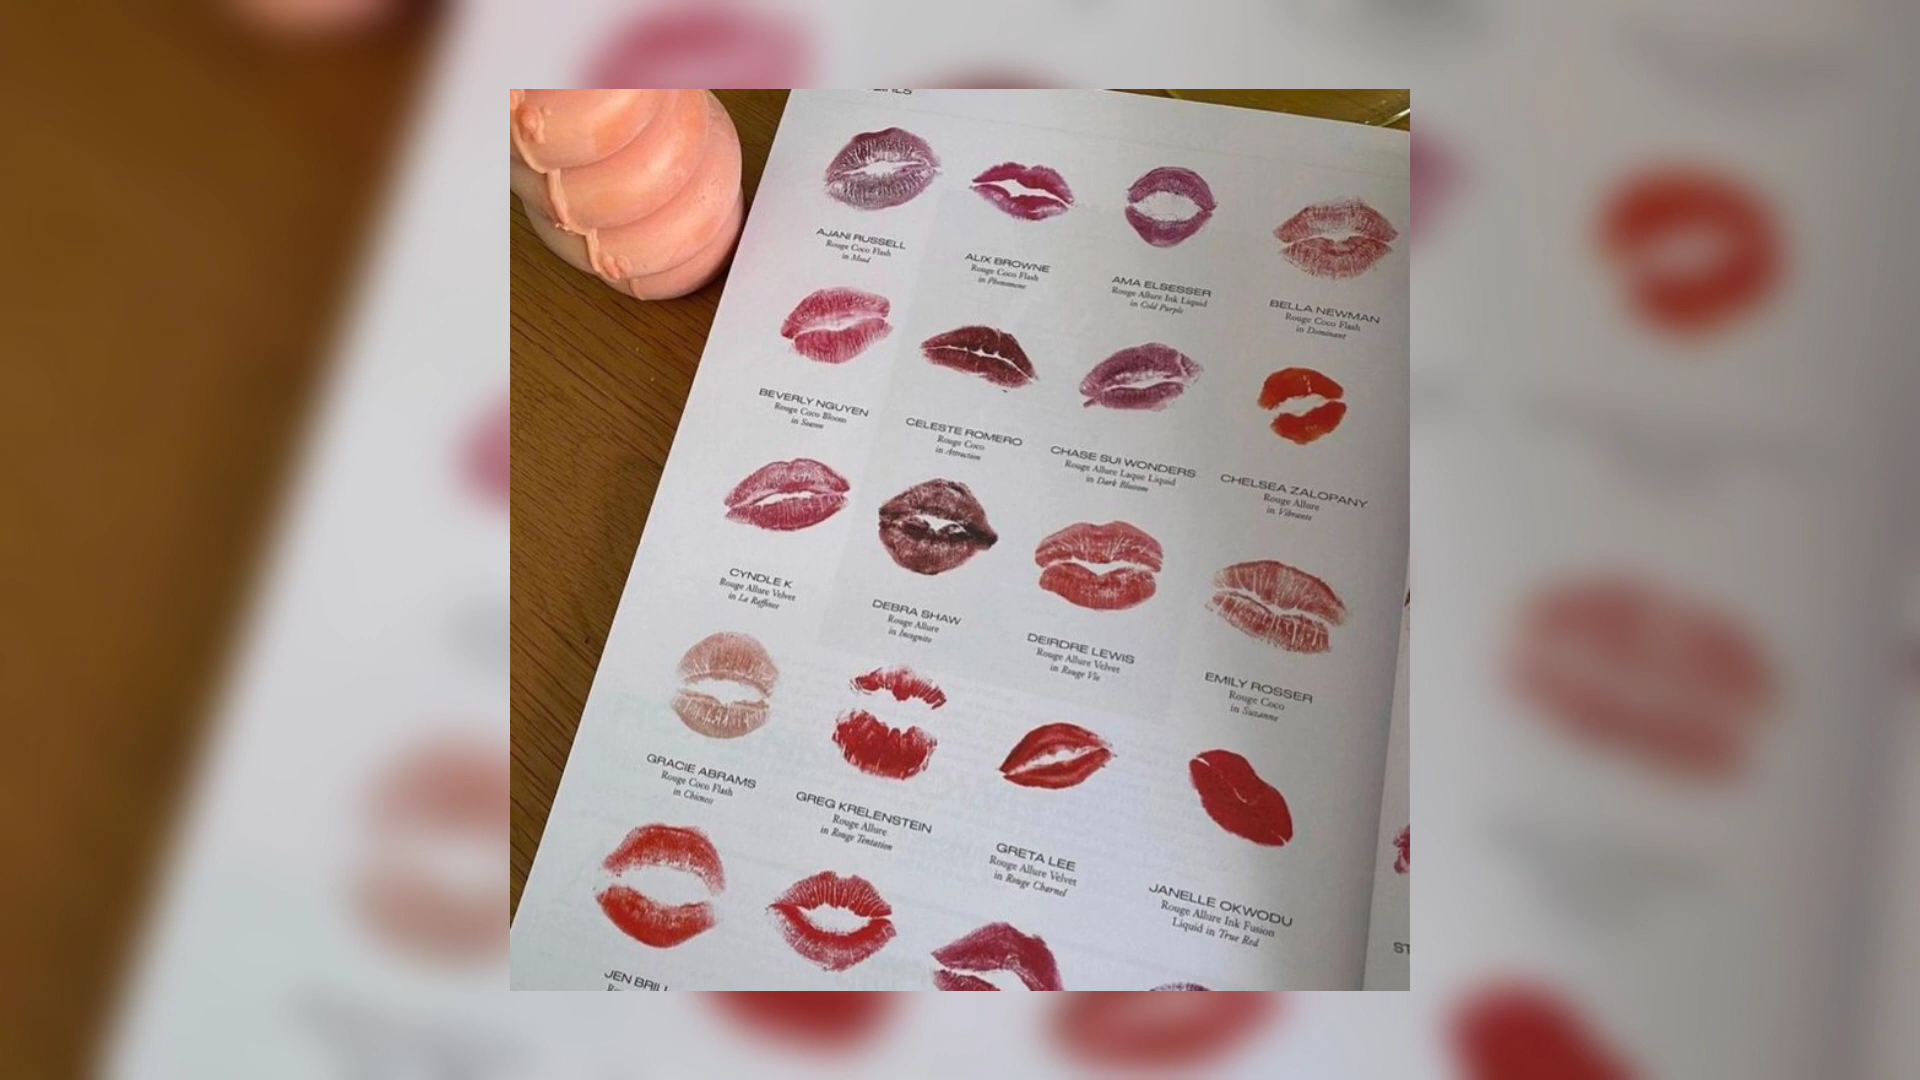 AJANI RUSSELL
Rouge Coco Flash
in Mood
ALIX BROWNE
Rouge Coco Flash
in Phenomene
AMA ELSESSER
Rouge Allure Ink Liquid
in Cold Purple
BELLA NEWMAN
Rouge Coco Flash
in Dominant
BEVERLY NGUYEN
Rouge Coco Bloom
in
CELESTE ROMERO
Rouge Coco
in Attraction
CHASE SUI WONDERS
Rouge Allure Laque Liquid
in Dark Blossom
CHELSEA ZALOPANY
Rouge Allure
in Vibrante
CYNDLE K
Rouge Allure Velvet
in La Raffinee
DEBRA SHAW
Rouge Allure
in Incognito
DEIRDRE LEWIS
Rouge Allure Velvet
in Rouge Vie
EMILY ROSSER
Rouge Coco
in Suzanne
GRACIE ABRAMS
Rouge Coco Flash
in Chicness
GREG KRELENSTEIN
Rouge Allure
in Rouge Tentation
GRETA LEE
Rouge Allure Velvet
in Rouge Charnel
JANELLE OKWODU
Rouge Allure Ink Fusion
Liquid in True Red
JEN BRILL
ST